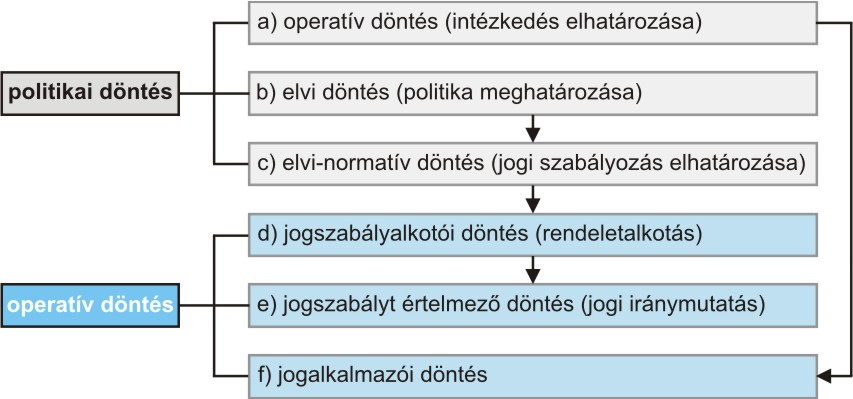 a) operatív döntés (intézkedés elhatározása)
politikai döntés
b) elvi döntés (politika meghatározása)
c) elvi-normatív döntés (jogi szabályozás elhatározása)
d) jogszabályalkotói döntés (rendeletalkotás)
operatív döntés
e) jogszabályt értelmező döntés (jogi iránymutatás)
f) jogalkalmazói döntés